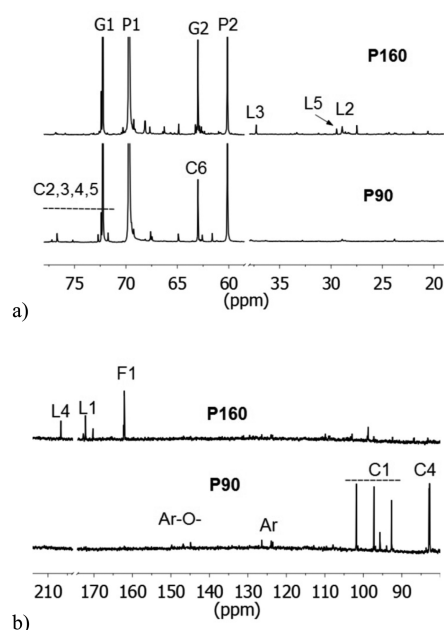 G1 P1 G2 P2
P160
L3 L5 L2
C2,3,4,5 C6 P90
75 70 65 60 35 30 25 20
(ppm) (ppm)
a)
F1
L4 L1 P160
P90 C1 C4
Ar-O- Ar
210 170 160 150 140 130 120 110 100 90
(ppm) (ppm)
b)